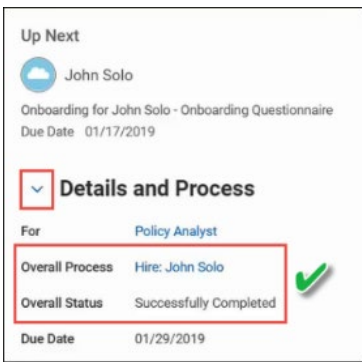 Up Next
John Solo
Onboarding for John Solo - Onboarding Questionnaire
Due Date 01/17/2019
Details and Process
For Policy Analyst
Overall Process Hire: John Solo
Overall Status Successfully Completed
Due Date 01/29/2019